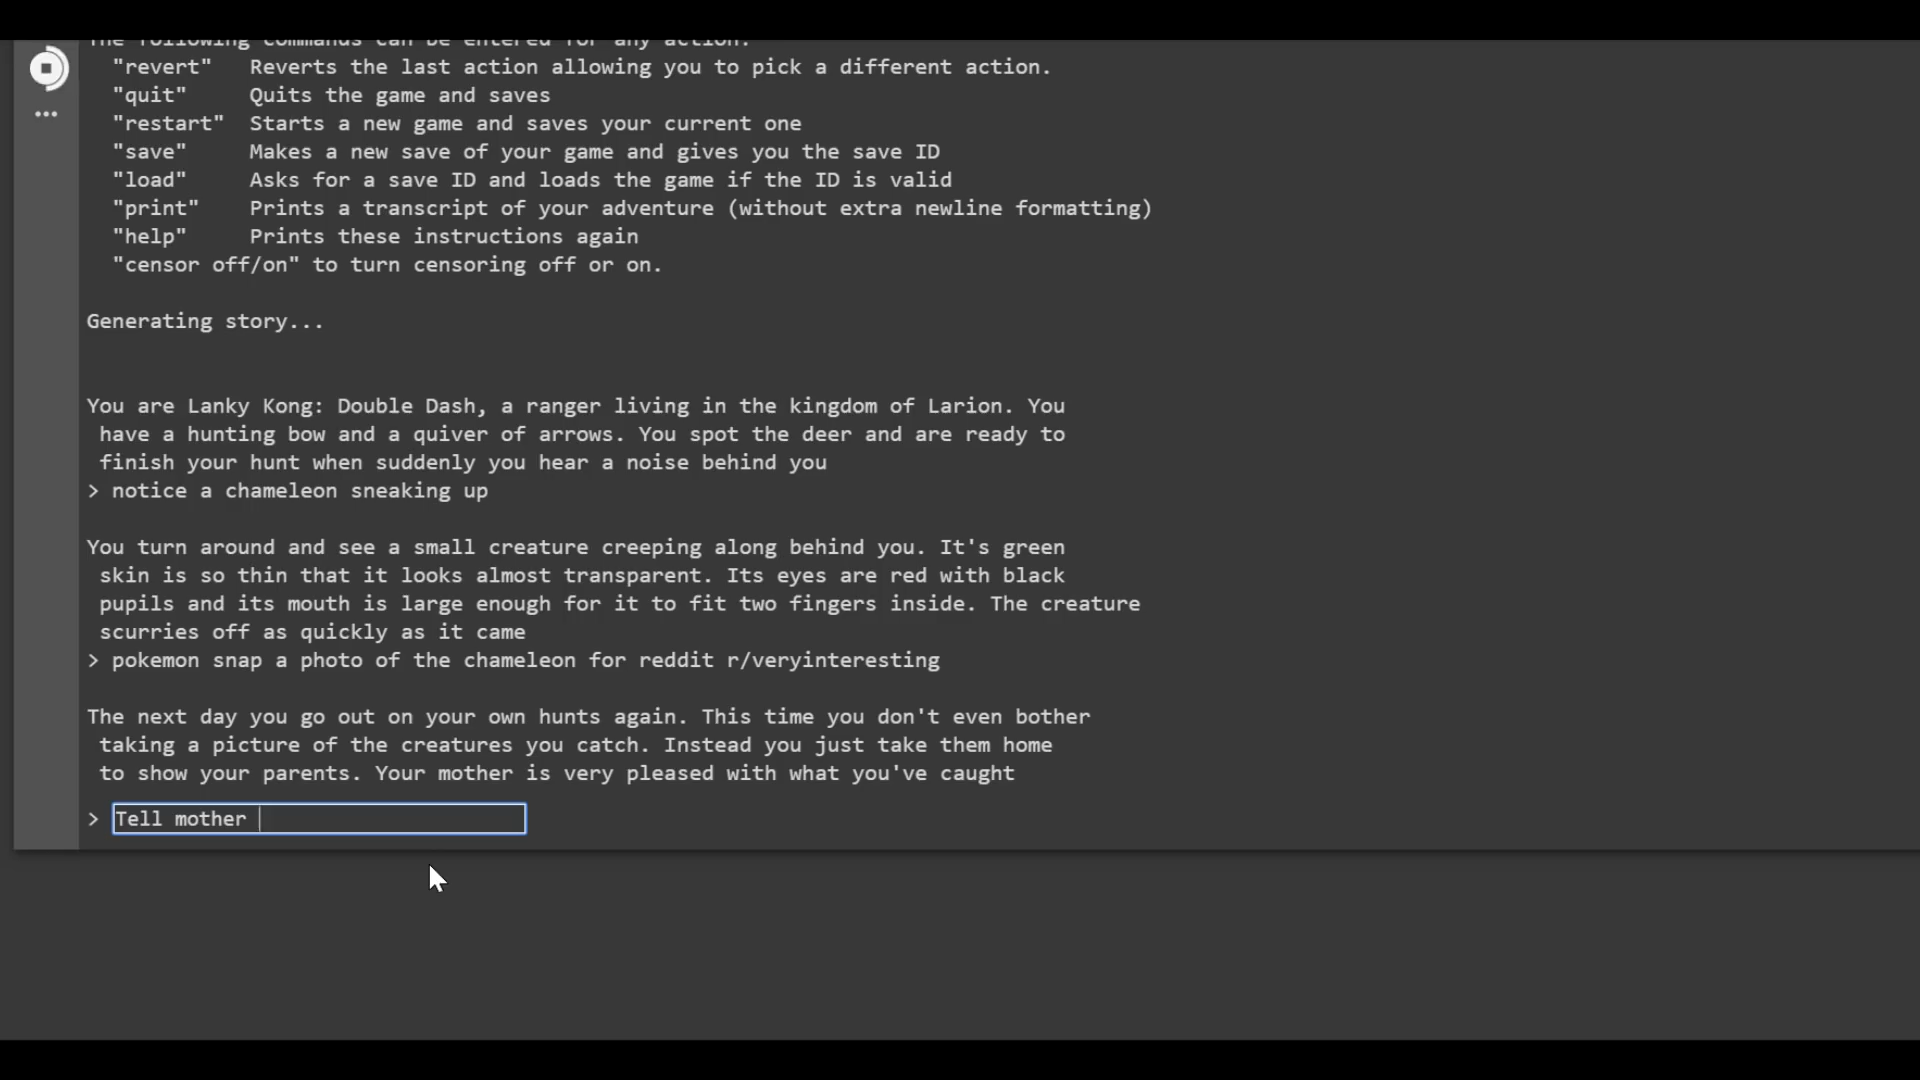 The following commands can be entered for any action:
"revert" Reverts the last action allowing you to pick a different action.
"quit" Quits the game and saves
"restart" Starts a new game and saves your current one
"save" Makes a new save of your game and gives you the save ID
"load" Asks for a save ID and loads the game if the ID is valid
"print" Prints a transcript of your adventure (without extra newline formatting)
"help" Prints these instructions again
"censor off/on" to turn censoring off or on.
Generating story...
You are Lanky Kong: Double Dash, a ranger living in the kingdom of Larion. You
have a hunting bow and a quiver of arrows. You spot the deer and are ready to
finish your hunt when suddenly you hear a noise behind you
> notice a chameleon sneaking up
You turn around and see a small creature creeping along behind you. It's green
skin is so thin that it looks almost transparent. Its eyes are red with black
pupils and its mouth is large enough for it to fit two fingers inside. The creature
scurries off as quickly as it came
> pokemon snap a photo of the chameleon for reddit r/veryinteresting
The next day you go out on your own hunts again. This time you don't even bother
taking a picture of the creatures you catch. Instead you just take them home
to show your parents. Your mother is very pleased with what you've caught
> Tell mother